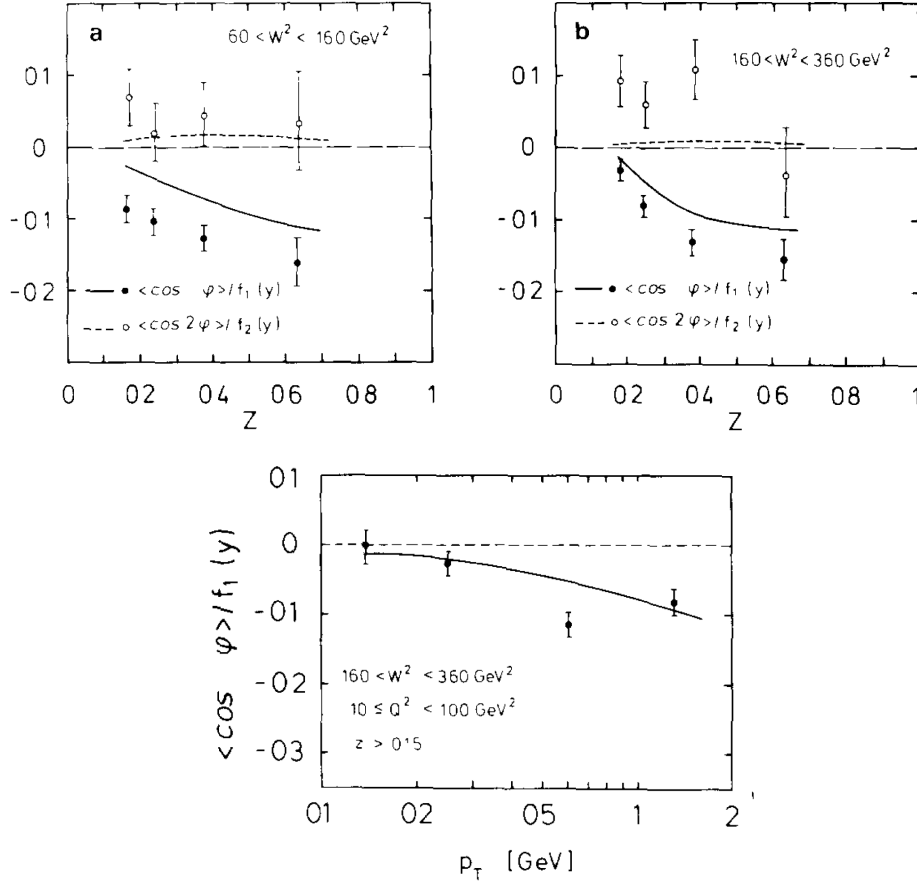 a
60 < W² < 160 GeV²
01
0
-01
-02
<cos φ>/f₁(y)
<cos 2φ>/f₂(y)
0 02 04 06 08 1
Z
b
160 < W² < 360 GeV²
01
0
-01
-02
<cos φ>/f₁(y)
<cos 2φ>/f₂(y)
0 02 04 06 08 1
Z
<cos φ>/f₁(y)
01
0
-01
-02
-03
160 < W² < 360 GeV²
10 ≤ Q² < 100 GeV²
z > 015
01 02 05 1 2
p_T [GeV]